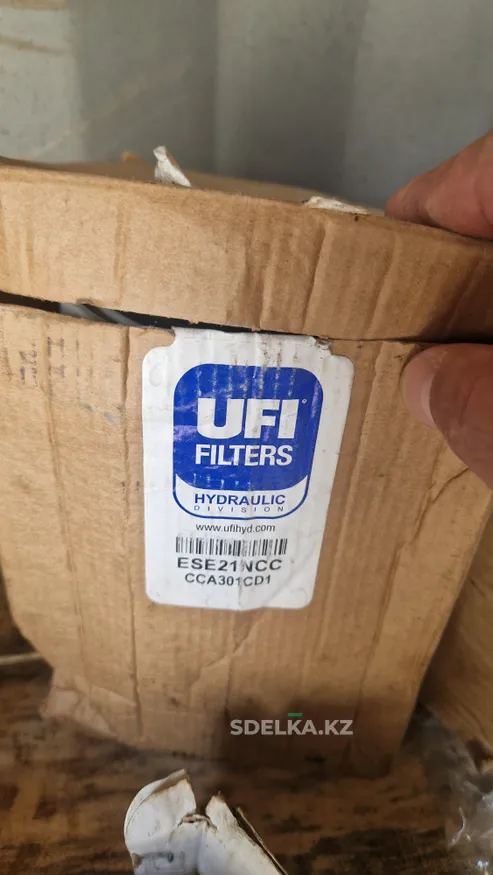 UFI
FILTERS
HYDRAULIC
DIVISION
www.ufihyd.com
ESE21NCC
CCA301CD1
SDELKA.KZ